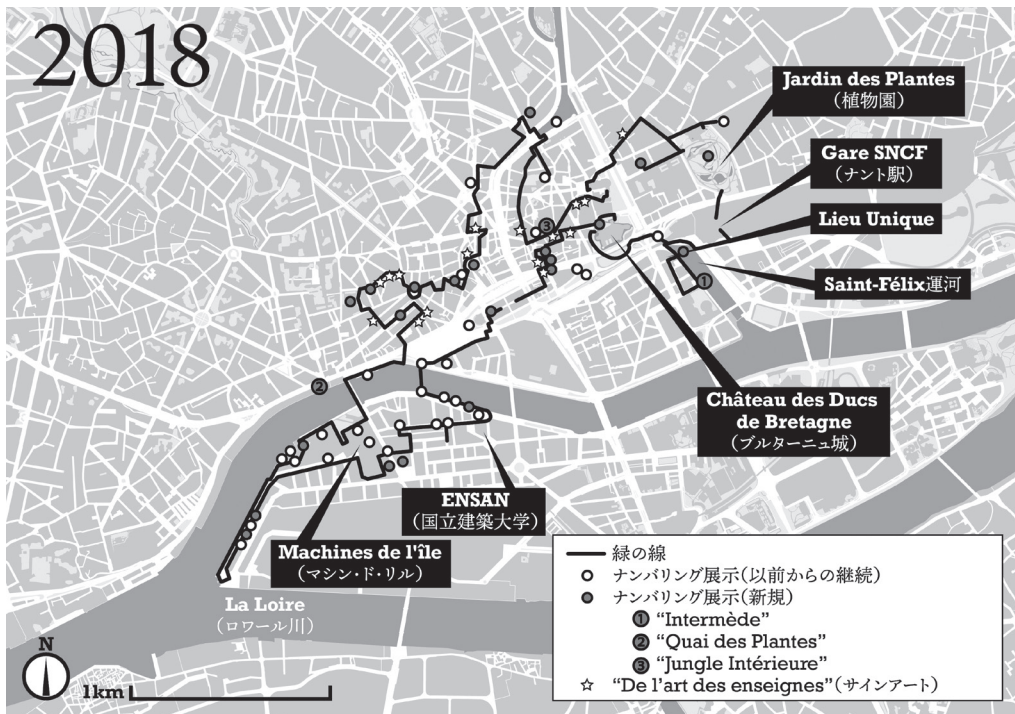 2018
Jardin des Plantes
(植物園)
Gare SNCF
(ナント駅)
Lieu Unique
Saint-Félix運河
Château des Ducs
de Bretagne
(ブルターニュ城)
ENSAN
(国立建築大学)
Machines de l'île
(マシン・ド・リル)
La Loire
(ロワール川)
N
1km
1
2
3
緑の線
ナンバリング展示(以前からの継続)
ナンバリング展示(新規)
1 “Intermède”
2 “Quai des Plantes”
3 “Jungle Intérieure”
“De l'art des enseignes”(サインアート)